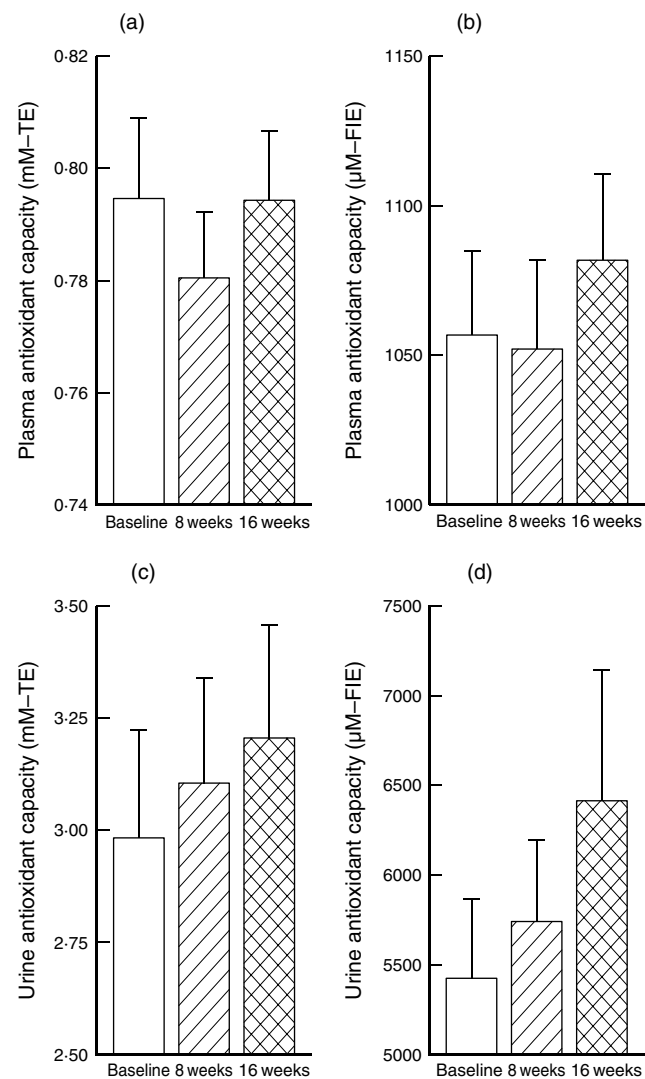 (a)
Plasma antioxidant capacity (mM–TE)
0·82
0·80
0·78
0·76
0·74
Baseline 8 weeks 16 weeks
(b)
Plasma antioxidant capacity (µM–FIE)
1150
1100
1050
1000
Baseline 8 weeks 16 weeks
(c)
Urine antioxidant capacity (mM–TE)
3·50
3·25
3·00
2·75
2·50
Baseline 8 weeks 16 weeks
(d)
Urine antioxidant capacity (µM–FIE)
7500
7000
6500
6000
5500
5000
Baseline 8 weeks 16 weeks